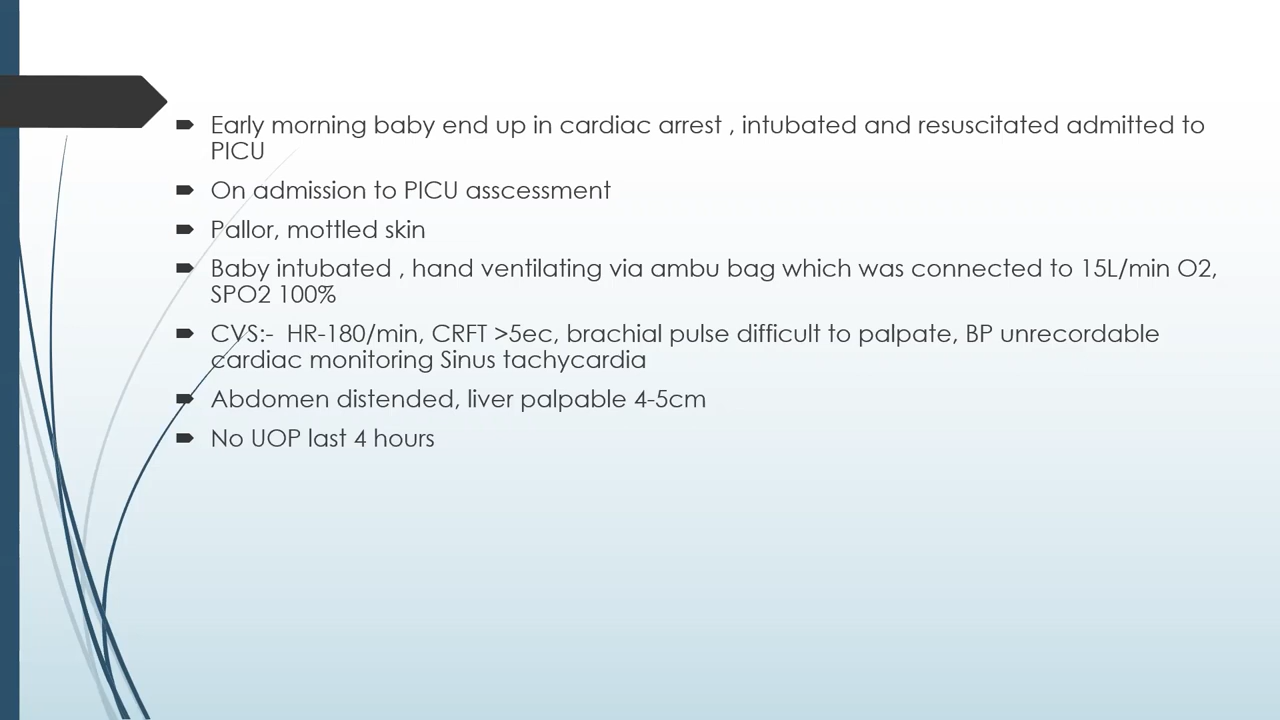 Early morning baby end up in cardiac arrest , intubated and resuscitated admitted to
PICU
On admission to PICU asscessment
Pallor, mottled skin
Baby intubated , hand ventilating via ambu bag which was connected to 15L/min O2,
SPO2 100%
CVS:-  HR-180/min, CRFT >5ec, brachial pulse difficult to palpate, BP unrecordable
cardiac monitoring Sinus tachycardia
Abdomen distended, liver palpable 4-5cm
No UOP last 4 hours